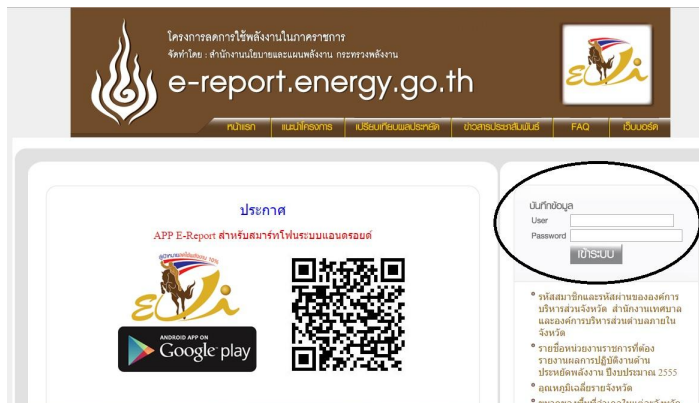 โครงการลดการใช้พลังงานในภาคราชการ
จัดทำโดย : สำนักงานนโยบายและแผนพลังงาน กระทรวงพลังงาน
e-report.energy.go.th
หน้าแรก แนะนำโครงการ เปรียบเทียบผลประหยัด ข่าวสารประชาสัมพันธ์ FAQ เว็บบอร์ด
ประกาศ
APP E-Report สำหรับสมาร์ทโฟนระบบแอนดรอยด์
ANDROID APP ON
Google play
บันทึกข้อมูล
User
Password
เข้าระบบ
รหัสสมาชิกและรหัสผ่านขององค์การ
บริหารส่วนจังหวัด สำนักงานเทศบาล
และองค์การบริหารส่วนตำบลภายใน
จังหวัด
รายชื่อหน่วยงานราชการที่ต้อง
รายงานผลการปฏิบัติงานด้าน
ประหยัดพลังงาน ปีงบประมาณ 2555
อุณหภูมิเฉลี่ยรายจังหวัด